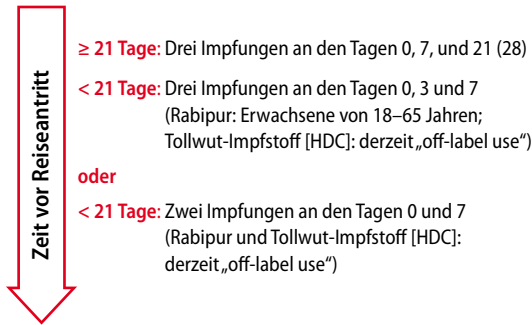 Zeit vor Reiseantritt
≥ 21 Tage: Drei Impfungen an den Tagen 0, 7, und 21 (28)
< 21 Tage: Drei Impfungen an den Tagen 0, 3 und 7
(Rabipur: Erwachsene von 18–65 Jahren;
Tollwut-Impfstoff [HDC]: derzeit „off-label use“)
oder
< 21 Tage: Zwei Impfungen an den Tagen 0 und 7
(Rabipur und Tollwut-Impfstoff [HDC]:
derzeit „off-label use“)